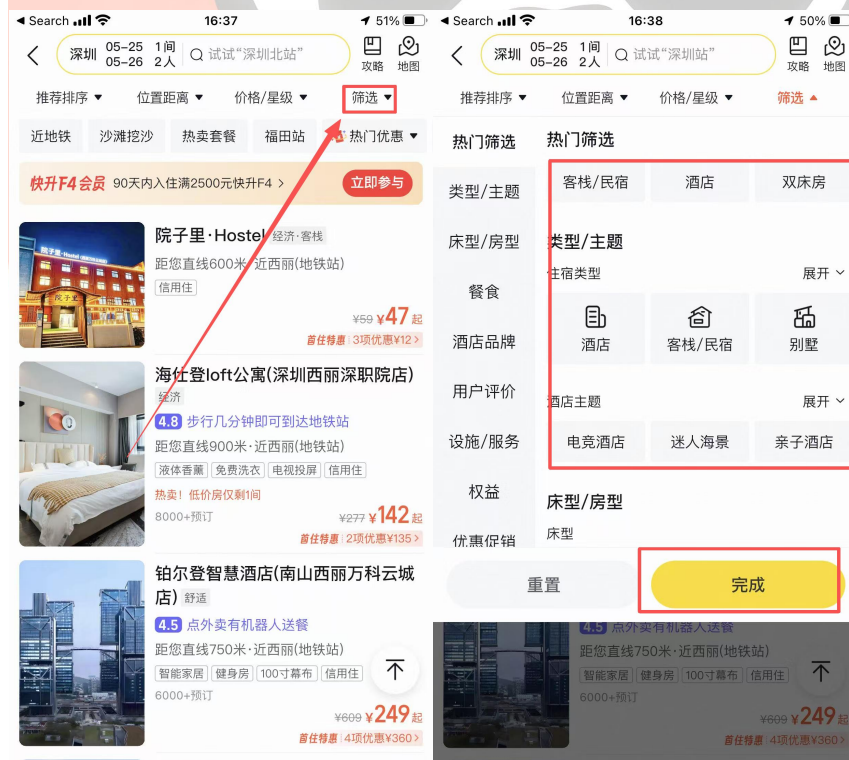 Search 16:37 51%
深圳 05-25 05-26 1间 2人 试试“深圳北站” 攻略 地图
推荐排序 位置距离 价格/星级 筛选
近地铁 沙滩挖沙 热卖套餐 福田站 热门优惠
快升F4会员 90天内入住满2500元快升F4 > 立即参与
院子里·Hostel 经济·客栈
距您直线600米·近西丽(地铁站)
信用住
¥59 ¥47起
首住特惠 3项优惠¥12>
海仕登loft公寓(深圳西丽深职院店)
经济
4.8 步行几分钟即可到达地铁站
距您直线900米·近西丽(地铁站)
液体香薰 免费洗衣 电视投屏 信用住
热卖！低价房仅剩1间
8000+预订 ¥277 ¥142起
首住特惠 2项优惠¥135>
铂尔登智慧酒店(南山西丽万科云城
店) 舒适
4.5 点外卖有机器人送餐
距您直线750米·近西丽(地铁站)
智能家居 健身房 100寸幕布 信用住
6000+预订
¥609 ¥249起
首住特惠 4项优惠¥360>
Search 16:38 50%
深圳 05-25 05-26 1间 2人 试试“深圳站” 攻略 地图
推荐排序 位置距离 价格/星级 筛选
热门筛选
类型/主题
床型/房型
餐食
酒店品牌
用户评价
设施/服务
权益
优惠促销
热门筛选
客栈/民宿 酒店 双床房
类型/主题
住宿类型 展开
酒店 客栈/民宿 别墅
酒店主题 展开
电竞酒店 迷人海景 亲子酒店
床型/房型
床型
重置 完成
4.5 点外卖有机器人送餐
距您直线750米·近西丽(地铁站)
智能家居 健身房 100寸幕布 信用住
6000+预订
¥609 ¥249起
首住特惠 4项优惠¥360>